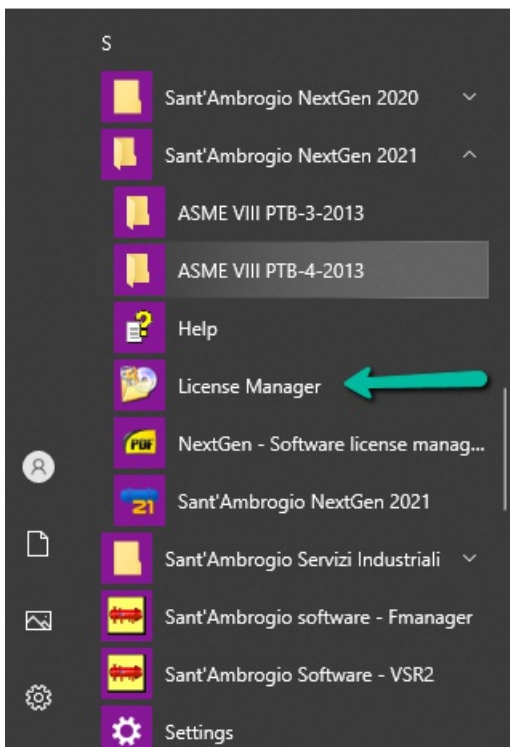 S
Sant'Ambrogio NextGen 2020
Sant'Ambrogio NextGen 2021
ASME VIII PTB-3-2013
ASME VIII PTB-4-2013
Help
License Manager
PDF
NextGen - Software license manag...
21
Sant'Ambrogio NextGen 2021
Sant'Ambrogio Servizi Industriali
Sant'Ambrogio software - Fmanager
Sant'Ambrogio Software - VSR2
Settings